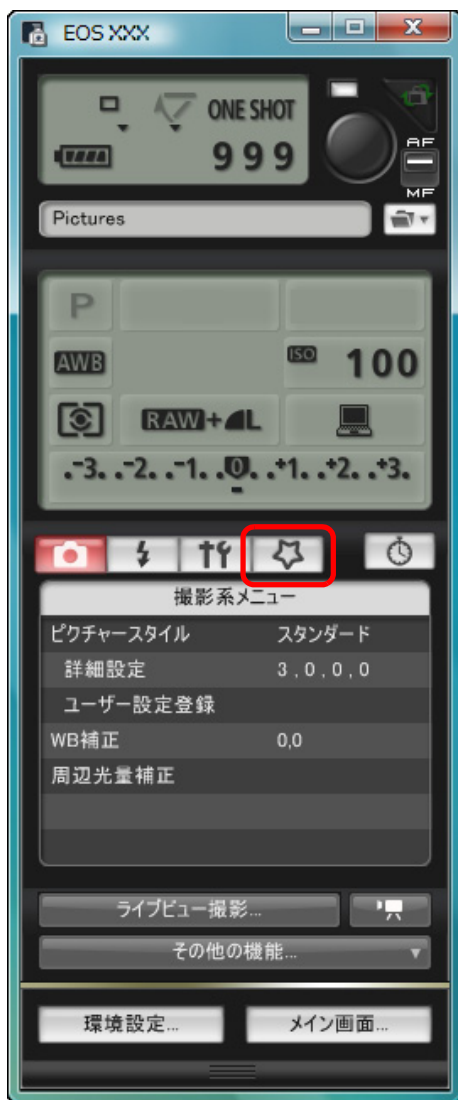 EOS XXX
ONE SHOT
999
AF
MF
Pictures
P
AWB
ISO 100
RAW+L
.-3. .-2. .-1. .0. .+1. .+2. .+3.
撮影系メニュー
ピクチャースタイル スタンダード
詳細設定 3,0,0,0
ユーザー設定登録
WB補正 0,0
周辺光量補正
ライブビュー撮影...
その他の機能...
環境設定... メイン画面...